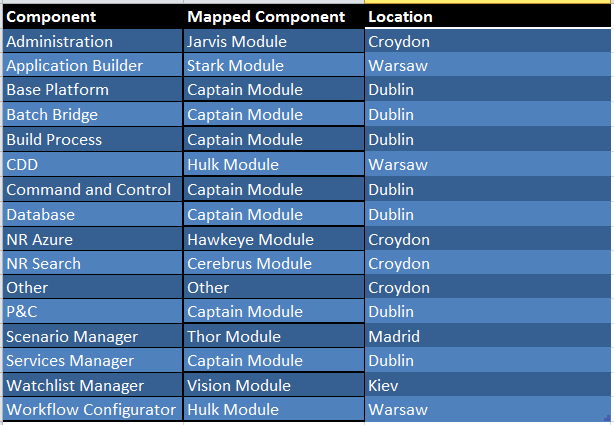 Component Mapped Component Location
Administration Jarvis Module Croydon
Application Builder Stark Module Warsaw
Base Platform Captain Module Dublin
Batch Bridge Captain Module Dublin
Build Process Captain Module Dublin
CDD Hulk Module Warsaw
Command and Control Captain Module Dublin
Database Captain Module Dublin
NR Azure Hawkeye Module Croydon
NR Search Cerebrus Module Croydon
Other Other Croydon
P&C Captain Module Dublin
Scenario Manager Thor Module Madrid
Services Manager Captain Module Dublin
Watchlist Manager Vision Module Kiev
Workflow Configurator Hulk Module Warsaw